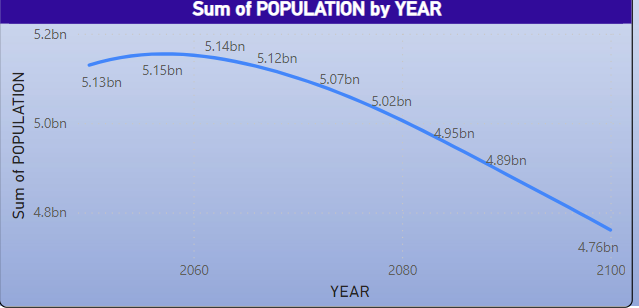 Sum of POPULATION by YEAR
5.2bn
5.14bn
5.12bn
5.15bn
5.13bn
5.07bn
5.02bn
5.0bn
4.95bn
4.89bn
4.8bn
4.76bn
Sum of POPULATION
2060
2080
2100
YEAR